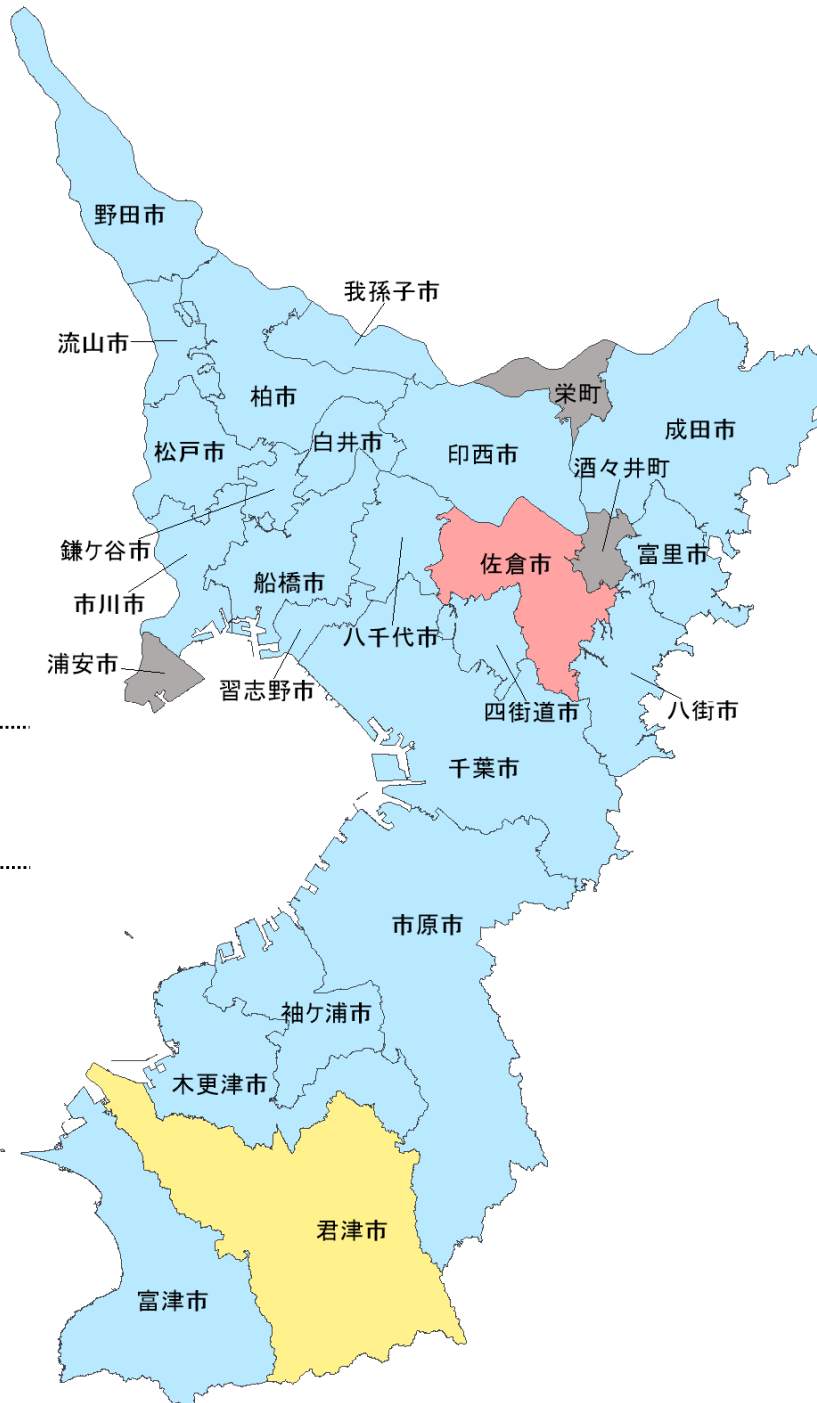 野田市
我孫子市
流山市
柏市
栄町
成田市
白井市
松戸市
印西市
酒々井町
鎌ケ谷市
富里市
佐倉市
船橋市
市川市
八千代市
浦安市
習志野市
四街道市
八街市
千葉市
市原市
袖ケ浦市
木更津市
君津市
富津市